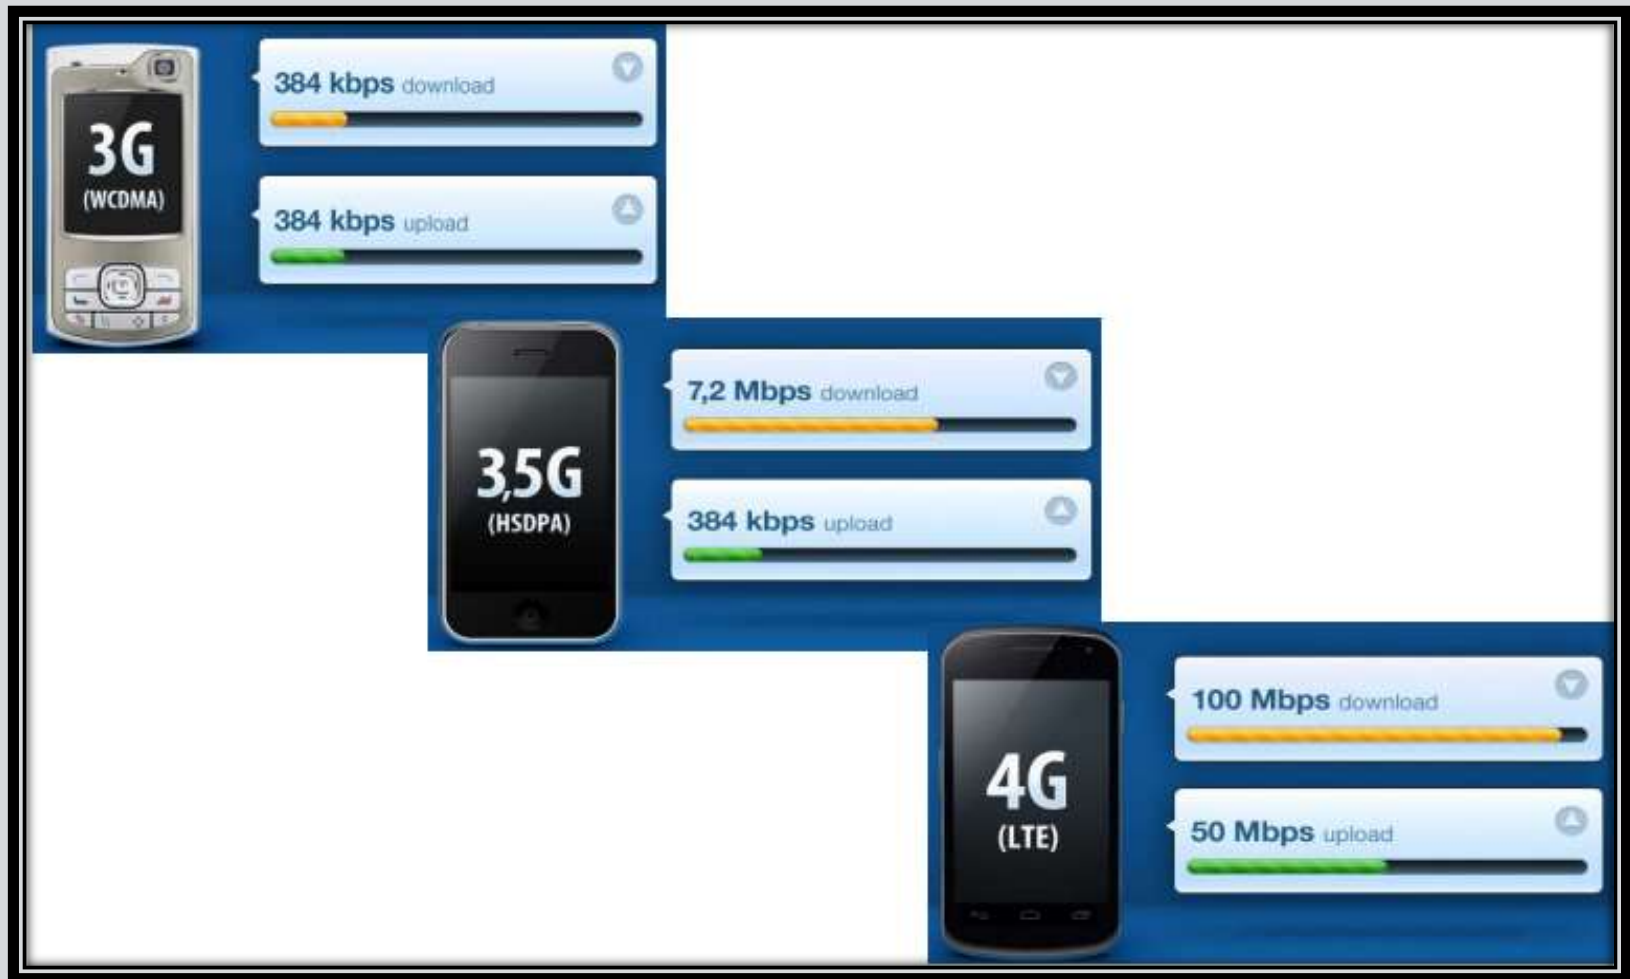 3G
(WCDMA)
384 kbps download
384 kbps upload
3,5G
(HSDPA)
7,2 Mbps download
384 kbps upload
4G
(LTE)
100 Mbps download
50 Mbps upload